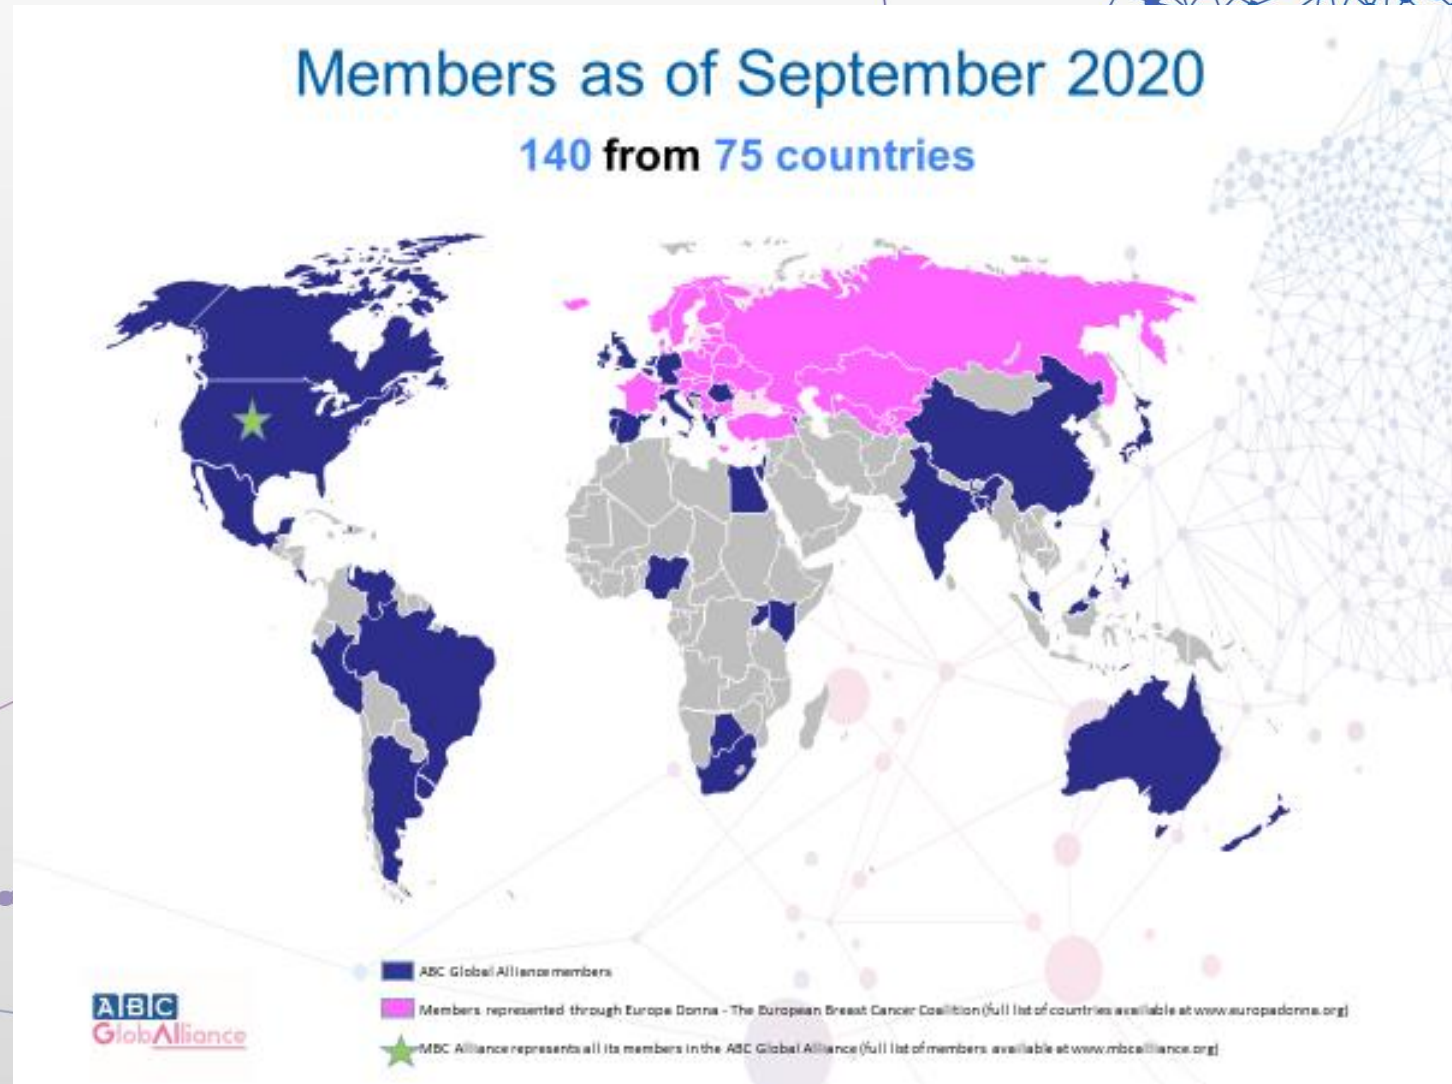 Members as of September 2020
140 from 75 countries
ABC Global Alliance members
Members represented through Europa Donna - The European Breast Cancer Coalition (full list of countries available at www.europadonna.org)
MBC Alliance represents all its members in the ABC Global Alliance (full list of members available at www.mbcalliance.org)
ABC
GlobAlliance